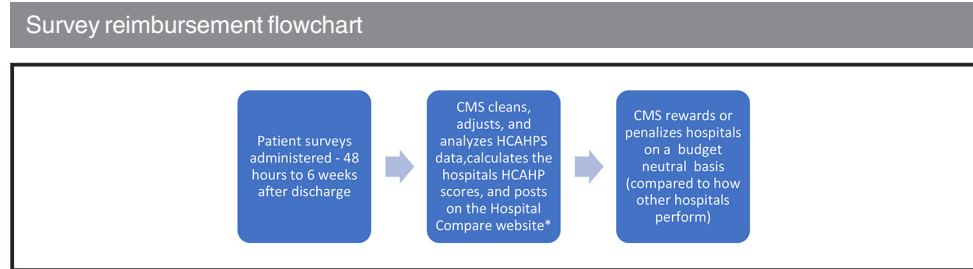 Survey reimbursement flowchart
Patient surveys
administered - 48
hours to 6 weeks
after discharge
CMS cleans,
adjusts, and
analyzes HCAHPS
data,calculates the
hospitals HCAHP
scores, and posts
on the Hospital
Compare website*
CMS rewards or
penalizes hospitals
on a budget
neutral basis
(compared to how
other hospitals
perform)